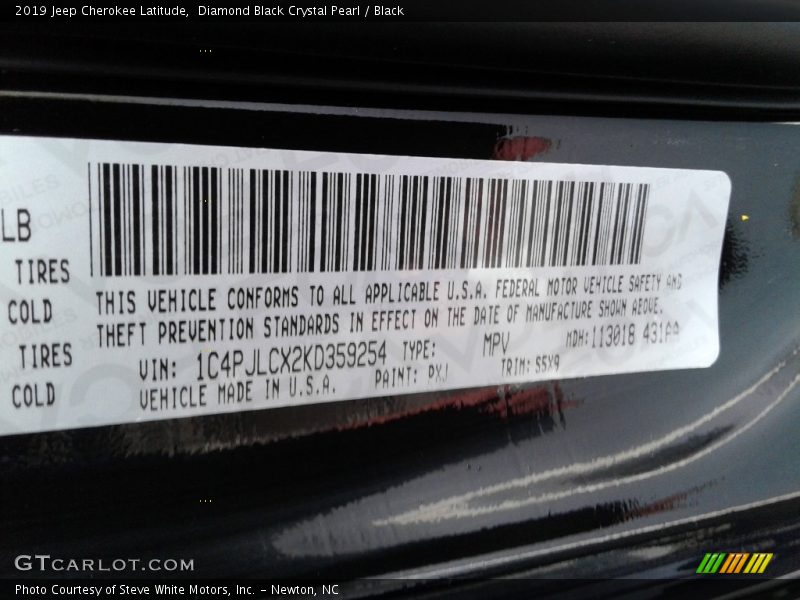 2019 Jeep Cherokee Latitude,  Diamond Black Crystal Pearl / Black
LB
TIRES
COLD
TIRES
COLD
THIS VEHICLE CONFORMS TO ALL APPLICABLE U.S.A. FEDERAL MOTOR VEHICLE SAFETY AND
THEFT PREVENTION STANDARDS IN EFFECT ON THE DATE OF MANUFACTURE SHOWN ABOVE.
VIN: 1C4PJLCX2KD359254 TYPE: MPV MDH:113018 431AA
VEHICLE MADE IN U.S.A. PAINT: PXJ TRIM: S5X9
GTCARLOT.COM
Photo Courtesy of Steve White Motors, Inc. – Newton, NC